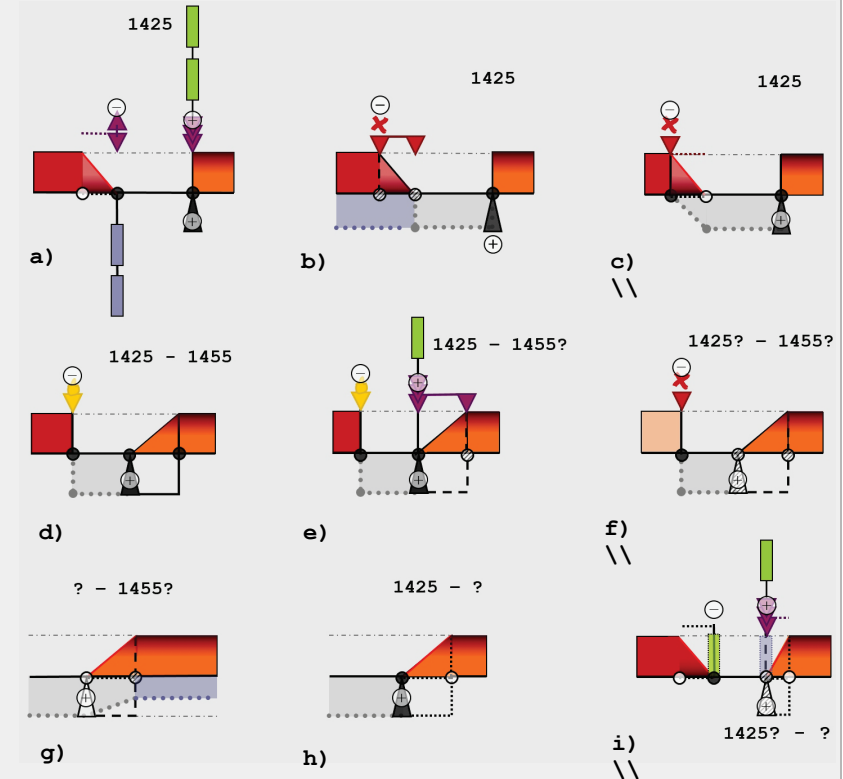 1425
1425
1425
a)
b)
c)
\\
1425 – 1455
1425 – 1455?
1425? – 1455?
d)
e)
f)
\\
? – 1455?
1425 – ?
g)
h)
i)
1425? – ?
\\